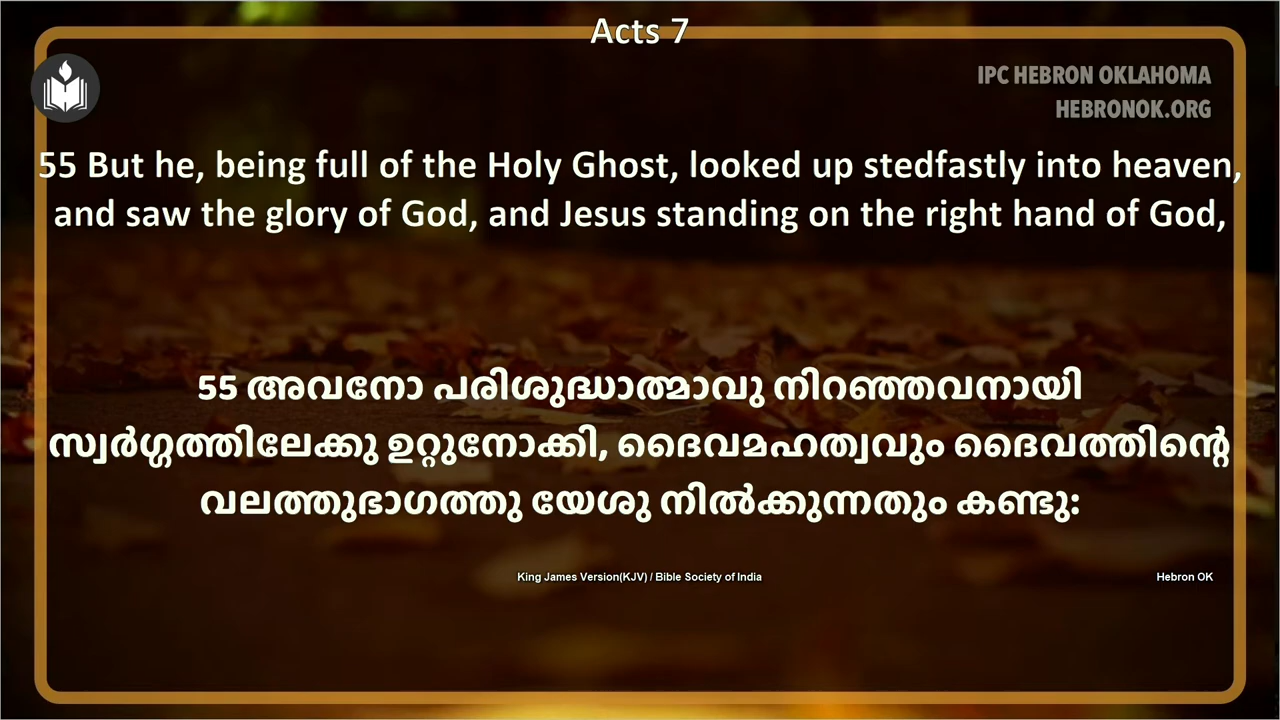 Acts 7
IPC HEBRON OKLAHOMA
HEBRONOK.ORG
55 But he, being full of the Holy Ghost, looked up stedfastly into heaven,
and saw the glory of God, and Jesus standing on the right hand of God,
55 അവനോ പരിശുദ്ധാത്മാവു നിറഞ്ഞവനായി
സ്വർഗ്ഗത്തിലേക്കു ഉറ്റുനോക്കി, ദൈവമഹത്വവും ദൈവത്തിന്റെ
വലത്തുഭാഗത്തു യേശു നിൽക്കുന്നതും കണ്ടു:
King James Version(KJV) / Bible Society of India
Hebron OK